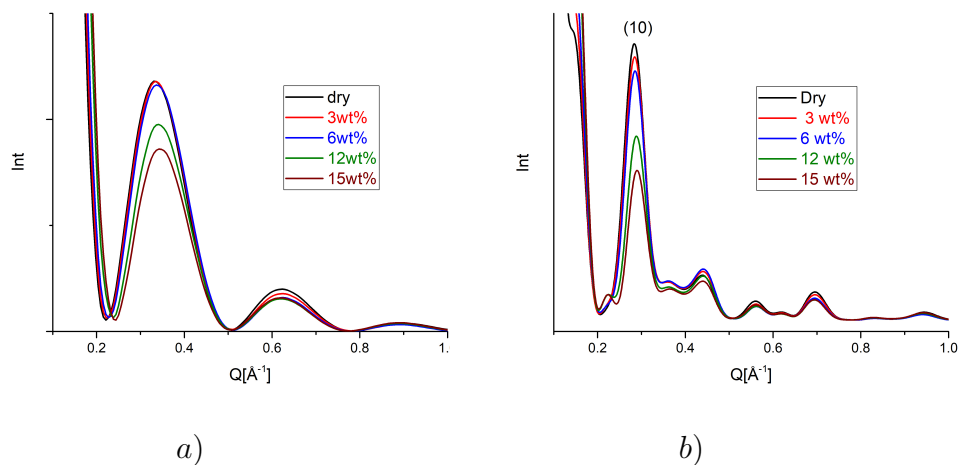 Int
dry
3wt%
6wt%
12wt%
15wt%
0.2 0.4 0.6 0.8 1.
Q[Å⁻¹]
a)
(10)
Int
Dry
3 wt%
6 wt%
12 wt%
15 wt%
0.2 0.4 0.6 0.8 1.0
Q[Å⁻¹]
b)